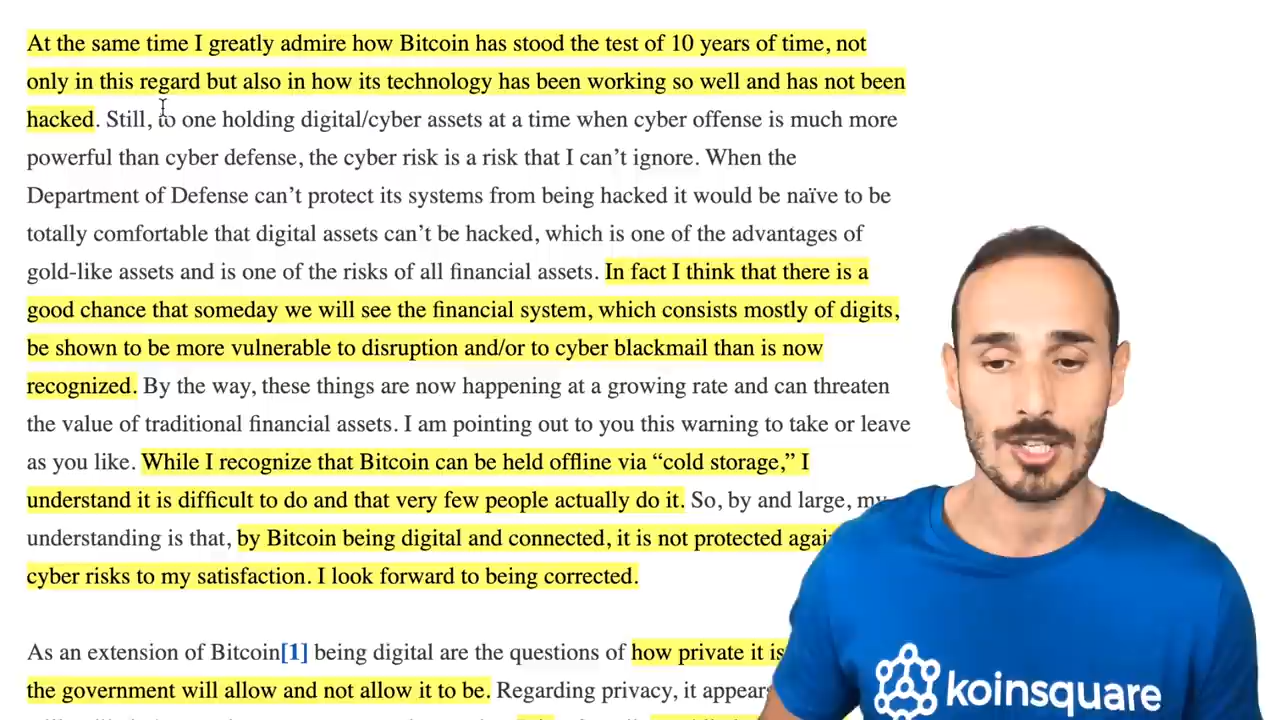 At the same time I greatly admire how Bitcoin has stood the test of 10 years of time, not
only in this regard but also in how its technology has been working so well and has not been
hacked. Still, to one holding digital/cyber assets at a time when cyber offense is much more
powerful than cyber defense, the cyber risk is a risk that I can’t ignore. When the
Department of Defense can’t protect its systems from being hacked it would be naïve to be
totally comfortable that digital assets can’t be hacked, which is one of the advantages of
gold-like assets and is one of the risks of all financial assets. In fact I think that there is a
good chance that someday we will see the financial system, which consists mostly of digits,
be shown to be more vulnerable to disruption and/or to cyber blackmail than is now
recognized. By the way, these things are now happening at a growing rate and can threaten
the value of traditional financial assets. I am pointing out to you this warning to take or leave
as you like. While I recognize that Bitcoin can be held offline via “cold storage,” I
understand it is difficult to do and that very few people actually do it. So, by and large, my
understanding is that, by Bitcoin being digital and connected, it is not protected
cyber risks to my satisfaction. I look forward to being corrected.
As an extension of Bitcoin[1] being digital are the questions of how private it is
the government will allow and not allow it to be. Regarding privacy, it
koinsquare